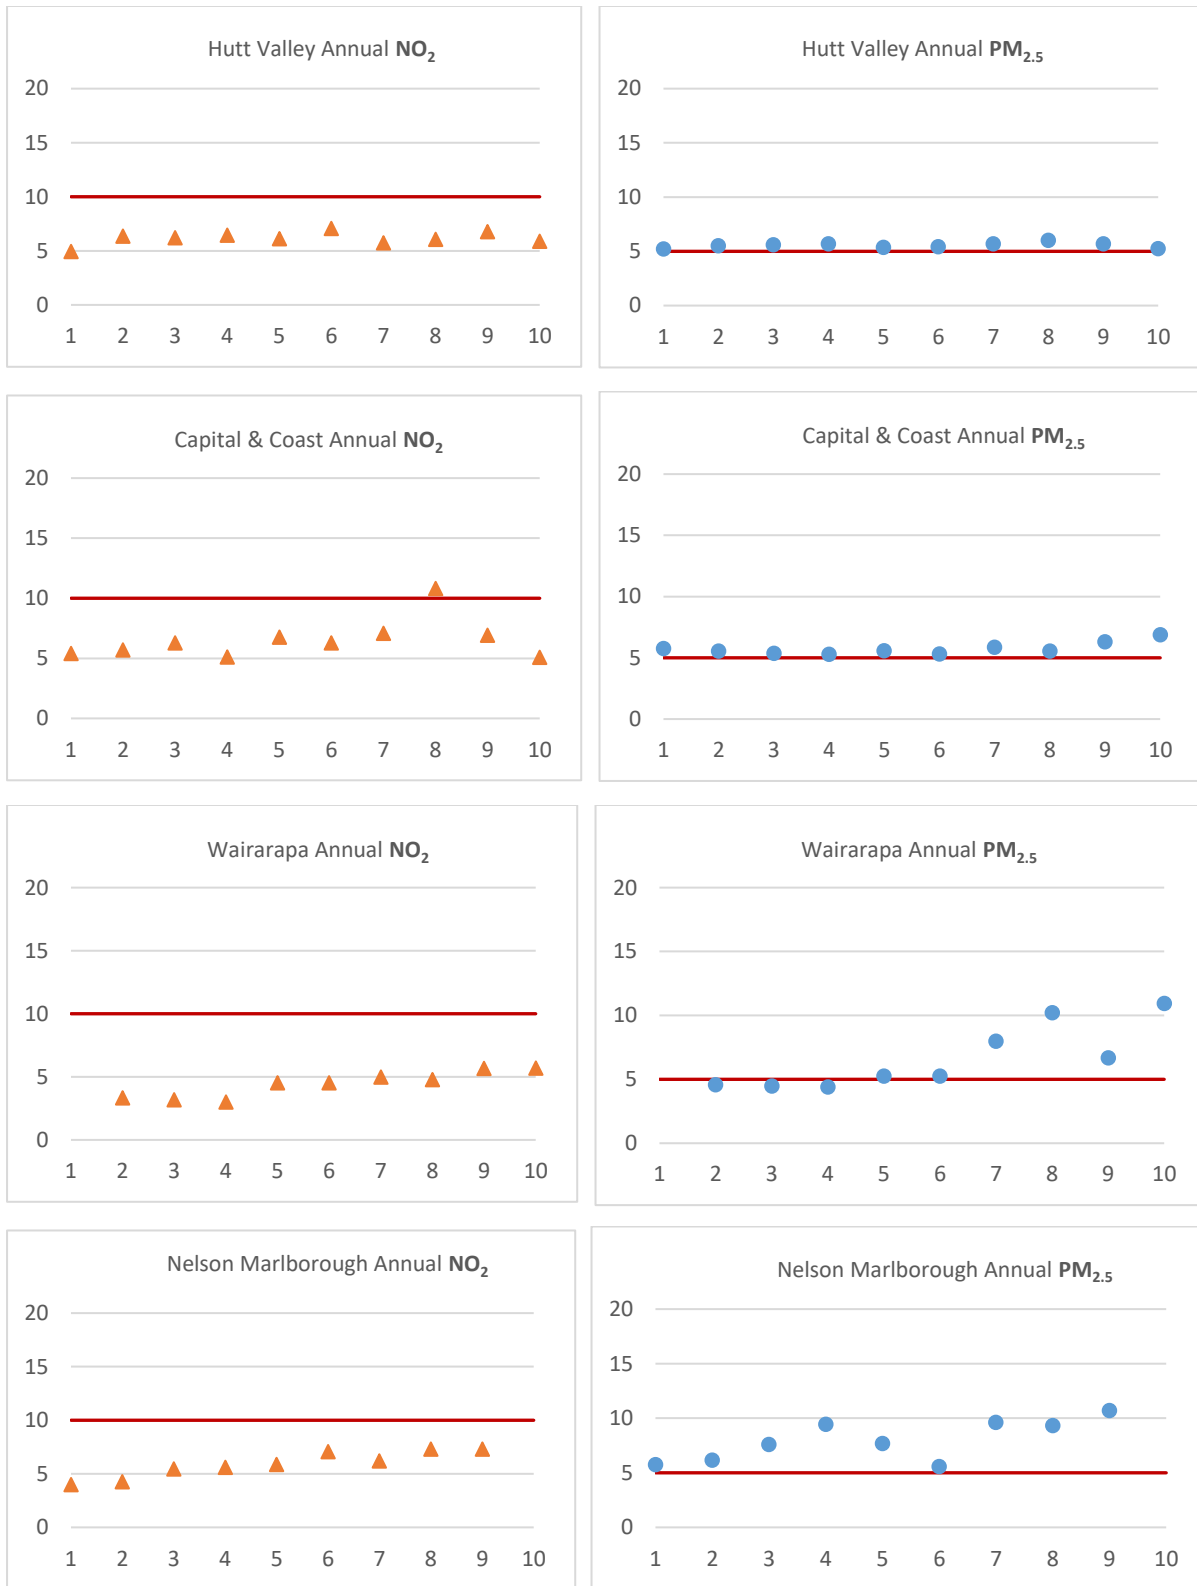 Hutt Valley Annual NO2
20
15
10
5
0
1 2 3 4 5 6 7 8 9 10
Hutt Valley Annual PM2.5
20
15
10
5
0
1 2 3 4 5 6 7 8 9 10
Capital & Coast Annual NO2
20
15
10
5
0
1 2 3 4 5 6 7 8 9 10
Capital & Coast Annual PM2.5
20
15
10
5
0
1 2 3 4 5 6 7 8 9 10
Wairarapa Annual NO2
20
15
10
5
0
1 2 3 4 5 6 7 8 9 10
Wairarapa Annual PM2.5
20
15
10
5
0
1 2 3 4 5 6 7 8 9 10
Nelson Marlborough Annual NO2
20
15
10
5
0
1 2 3 4 5 6 7 8 9 10
Nelson Marlborough Annual PM2.5
20
15
10
5
0
1 2 3 4 5 6 7 8 9 10